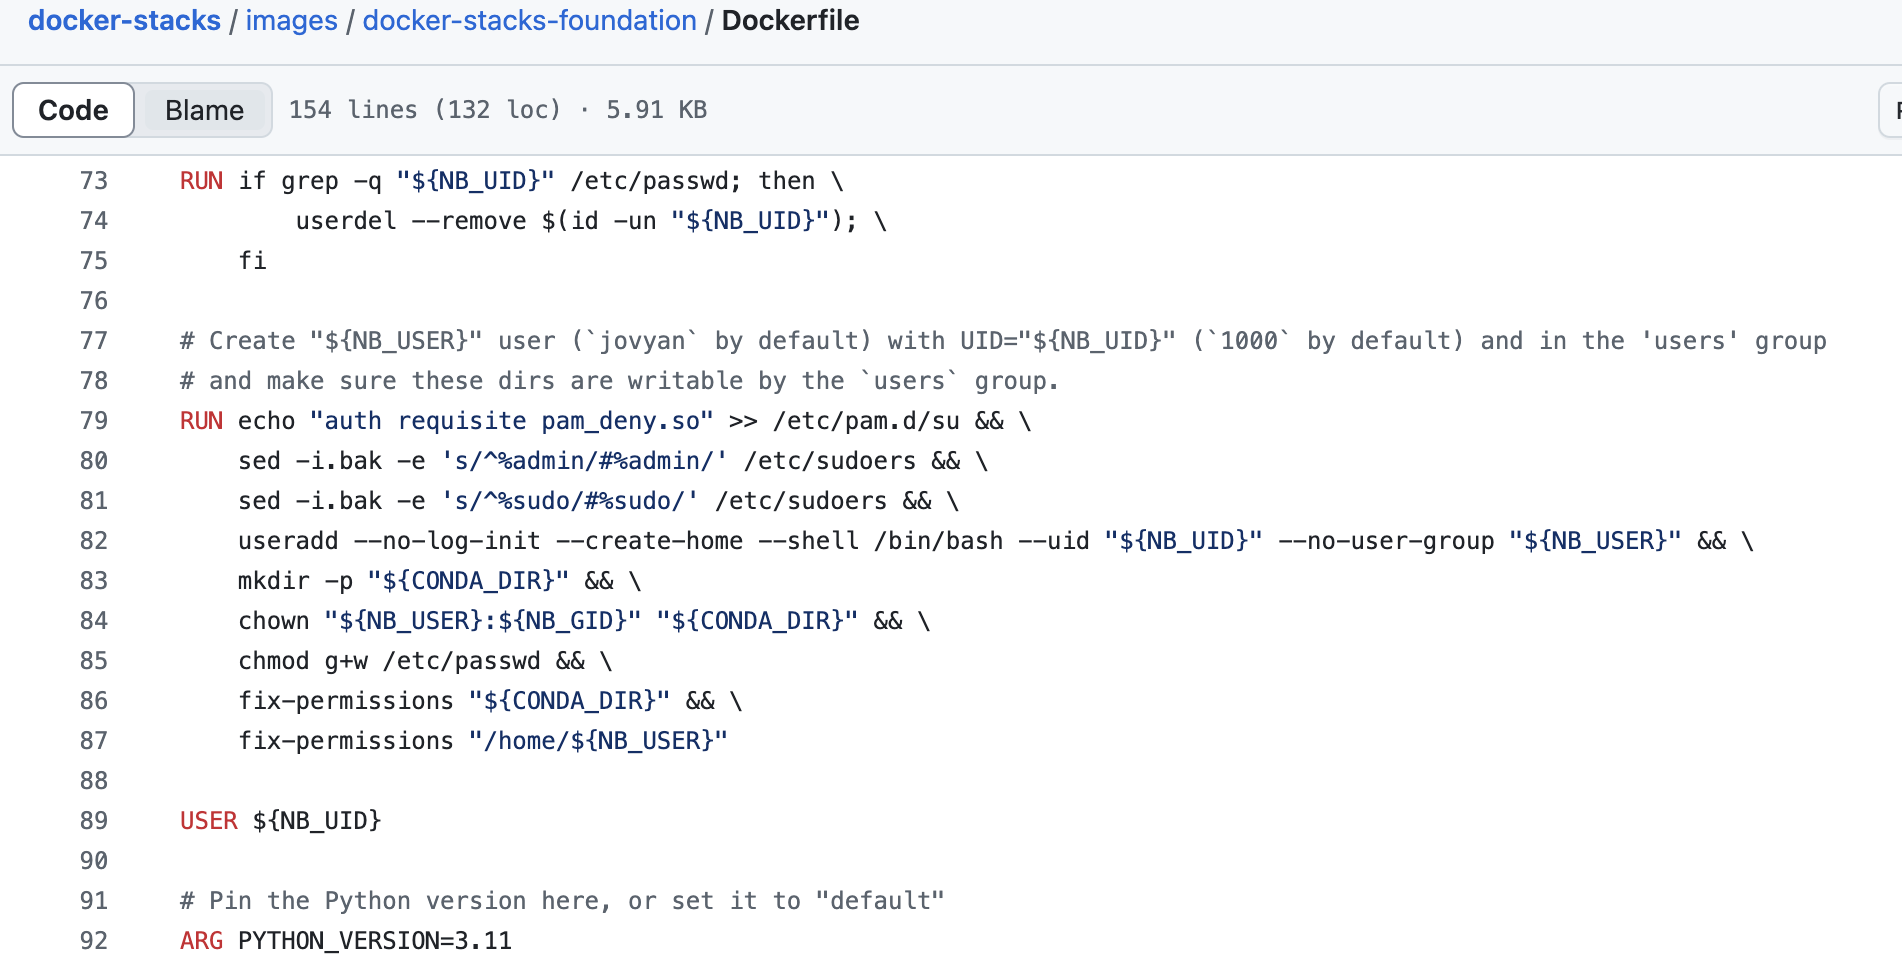 docker-stacks / images / docker-stacks-foundation / Dockerfile
Code Blame 154 lines (132 loc) · 5.91 KB
73 RUN if grep -q "${NB_UID}" /etc/passwd; then \
74         userdel --remove $(id -un "${NB_UID}"); \
75     fi
76
77 # Create "${NB_USER}" user (`jovyan` by default) with UID="${NB_UID}" (`1000` by default) and in the 'users' group
78 # and make sure these dirs are writable by the `users` group.
79 RUN echo "auth requisite pam_deny.so" >> /etc/pam.d/su && \
80     sed -i.bak -e 's/^%admin/#%admin/' /etc/sudoers && \
81     sed -i.bak -e 's/^%sudo/#%sudo/' /etc/sudoers && \
82     useradd --no-log-init --create-home --shell /bin/bash --uid "${NB_UID}" --no-user-group "${NB_USER}" && \
83     mkdir -p "${CONDA_DIR}" && \
84     chown "${NB_USER}:${NB_GID}" "${CONDA_DIR}" && \
85     chmod g+w /etc/passwd && \
86     fix-permissions "${CONDA_DIR}" && \
87     fix-permissions "/home/${NB_USER}"
88
89 USER ${NB_UID}
90
91 # Pin the Python version here, or set it to "default"
92 ARG PYTHON_VERSION=3.11